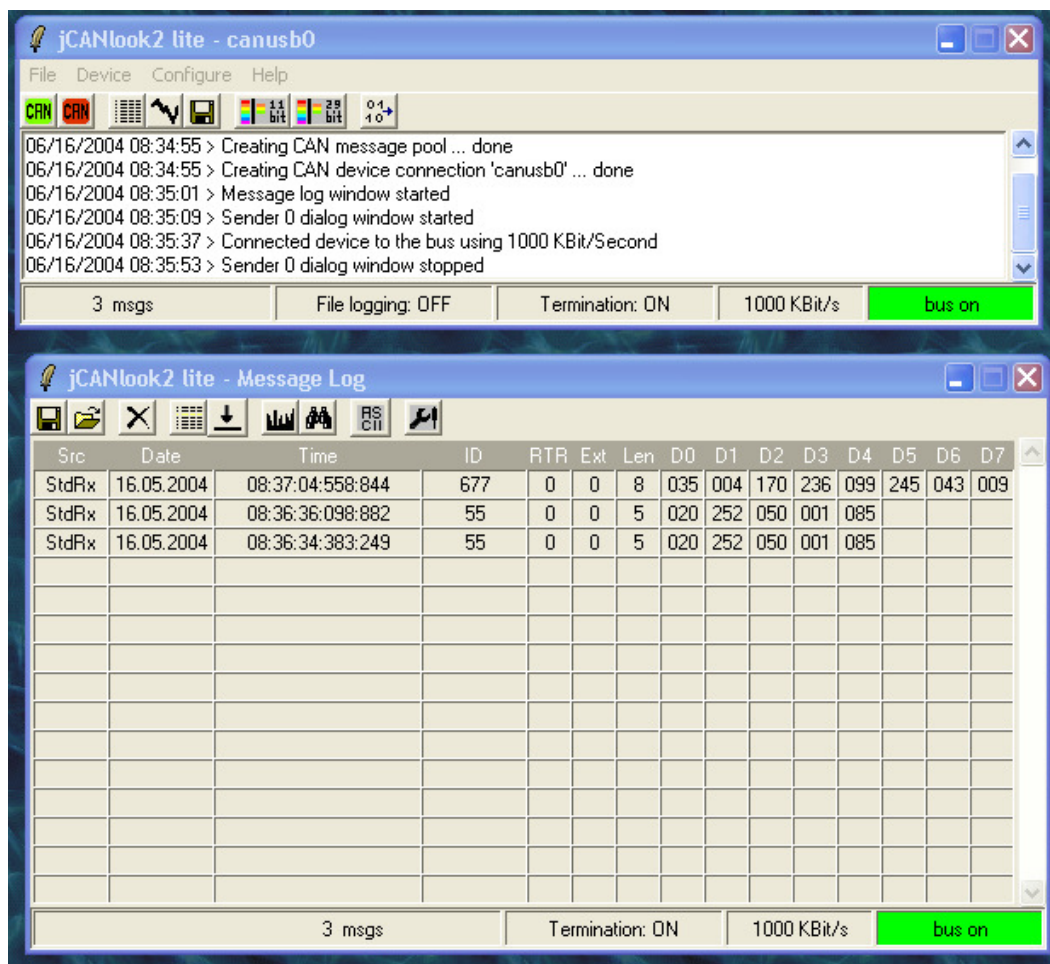 jCANlook2 lite - canusb0
File Device Configure Help
CAN CAN 11 bit 29 bit 01 10
06/16/2004 08:34:55 > Creating CAN message pool ... done
06/16/2004 08:34:55 > Creating CAN device connection 'canusb0' ... done
06/16/2004 08:35:01 > Message log window started
06/16/2004 08:35:09 > Sender 0 dialog window started
06/16/2004 08:35:37 > Connected device to the bus using 1000 KBit/Second
06/16/2004 08:35:53 > Sender 0 dialog window stopped
3 msgs File logging: OFF Termination: ON 1000 KBit/s bus on
jCANlook2 lite - Message Log
AS CII
Src Date Time ID RTR Ext Len D0 D1 D2 D3 D4 D5 D6 D7
StdRx 16.05.2004 08:37:04:558:844 677 0 0 8 035 004 170 236 099 245 043 009
StdRx 16.05.2004 08:36:36:098:882 55 0 0 5 020 252 050 001 085
StdRx 16.05.2004 08:36:34:383:249 55 0 0 5 020 252 050 001 085
3 msgs Termination: ON 1000 KBit/s bus on